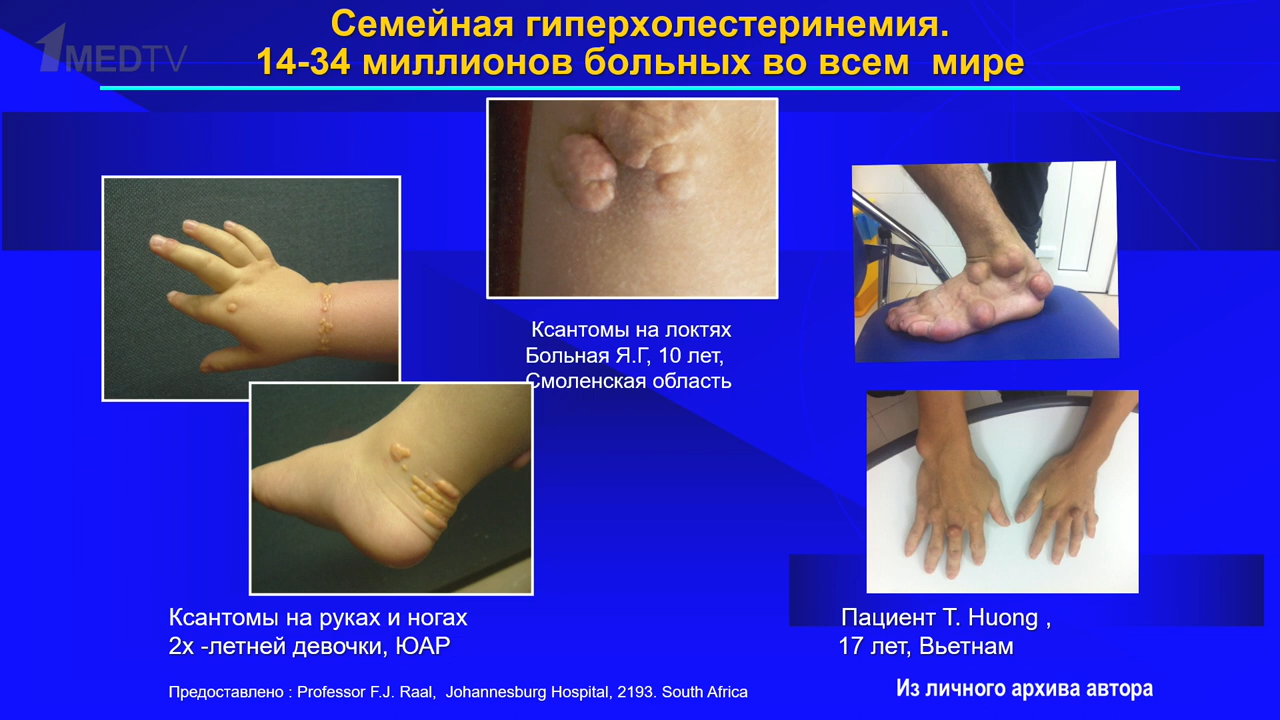 1MEDTV
Семейная гиперхолестеринемия.
14-34 миллионов больных во всем мире
Ксантомы на локтях
Больная Я.Г, 10 лет,
Смоленская область
Ксантомы на руках и ногах
2х -летней девочки, ЮАР
Пациент T. Huong ,
17 лет, Вьетнам
Предоставлено : Professor F.J. Raal, Johannesburg Hospital, 2193. South Africa
Из личного архива автора